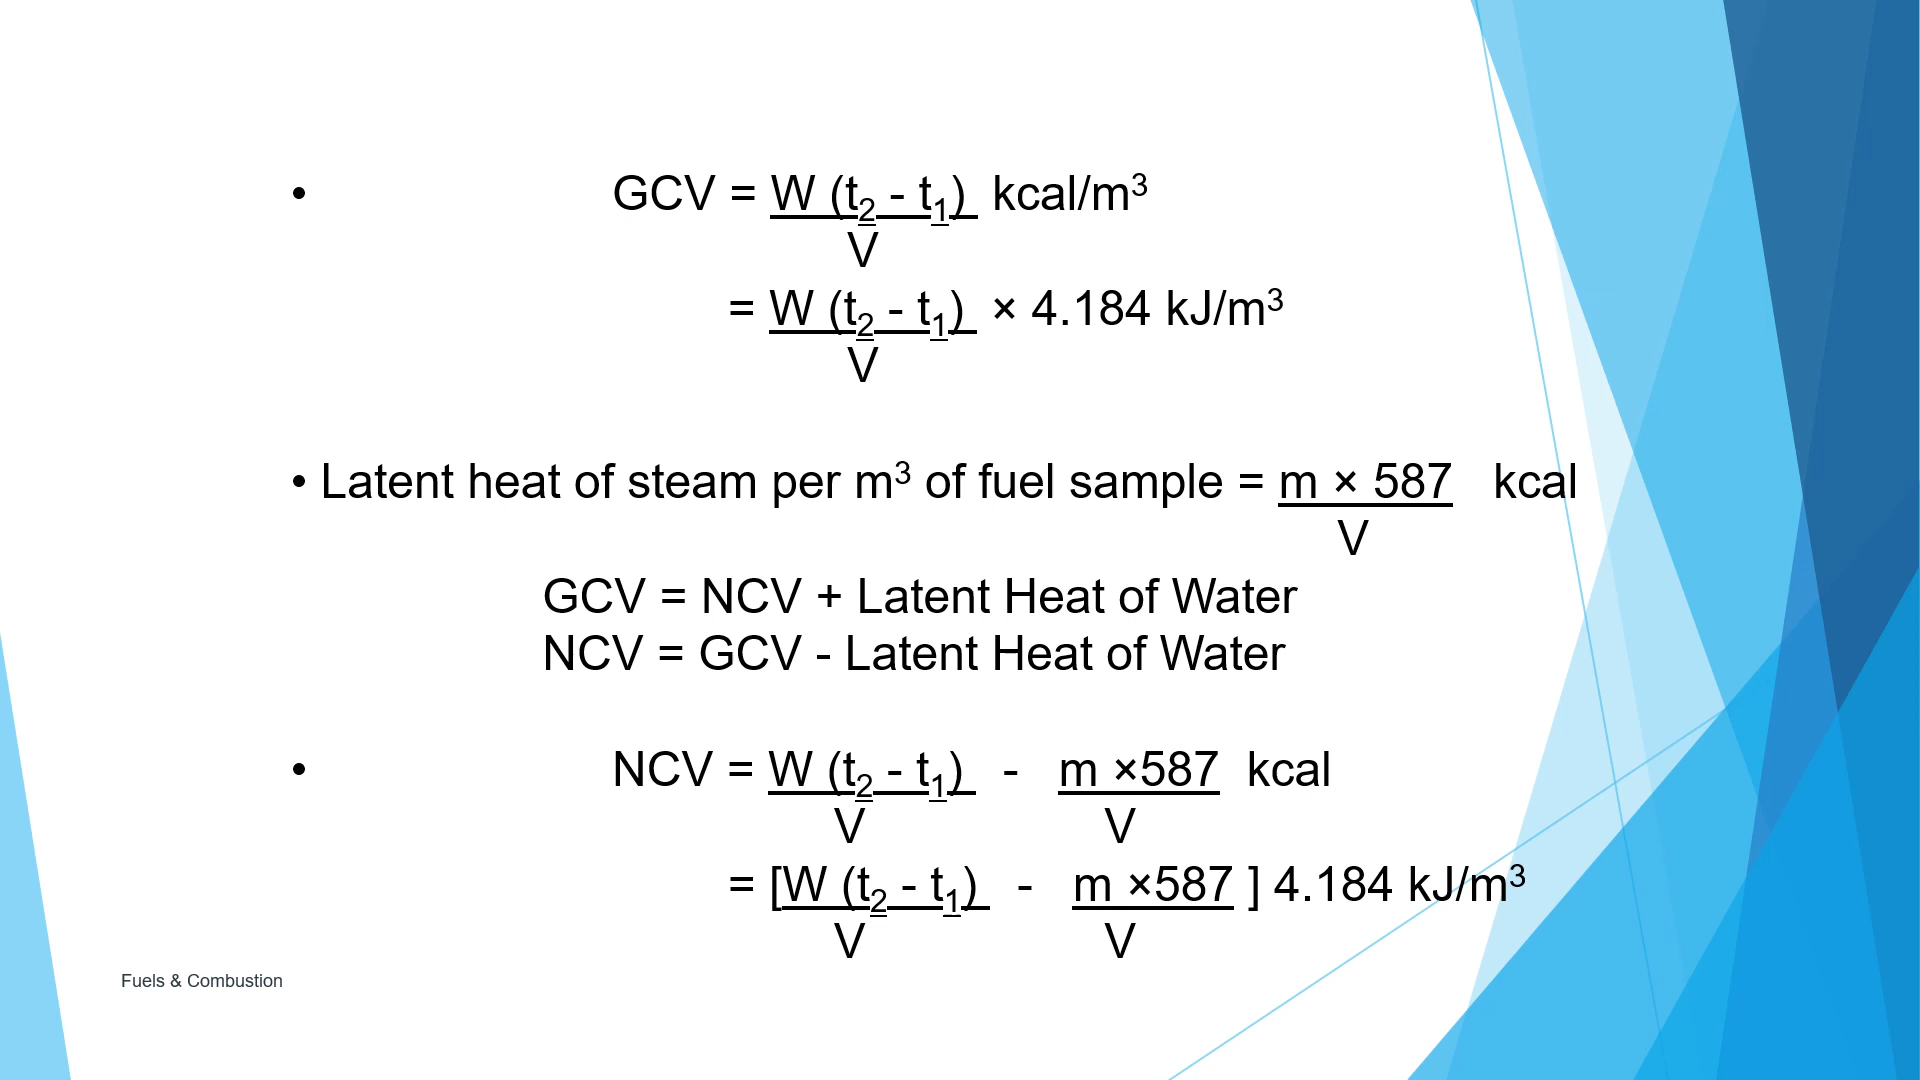 • GCV = W (t₂ - t₁) kcal/m³
V
= W (t₂ - t₁) × 4.184 kJ/m³
V
• Latent heat of steam per m³ of fuel sample = m × 587 kcal
V
GCV = NCV + Latent Heat of Water
NCV = GCV - Latent Heat of Water
• NCV = W (t₂ - t₁) - m ×587 kcal
V V
= [W (t₂ - t₁) - m ×587 ] 4.184 kJ/m³
V V
Fuels & Combustion